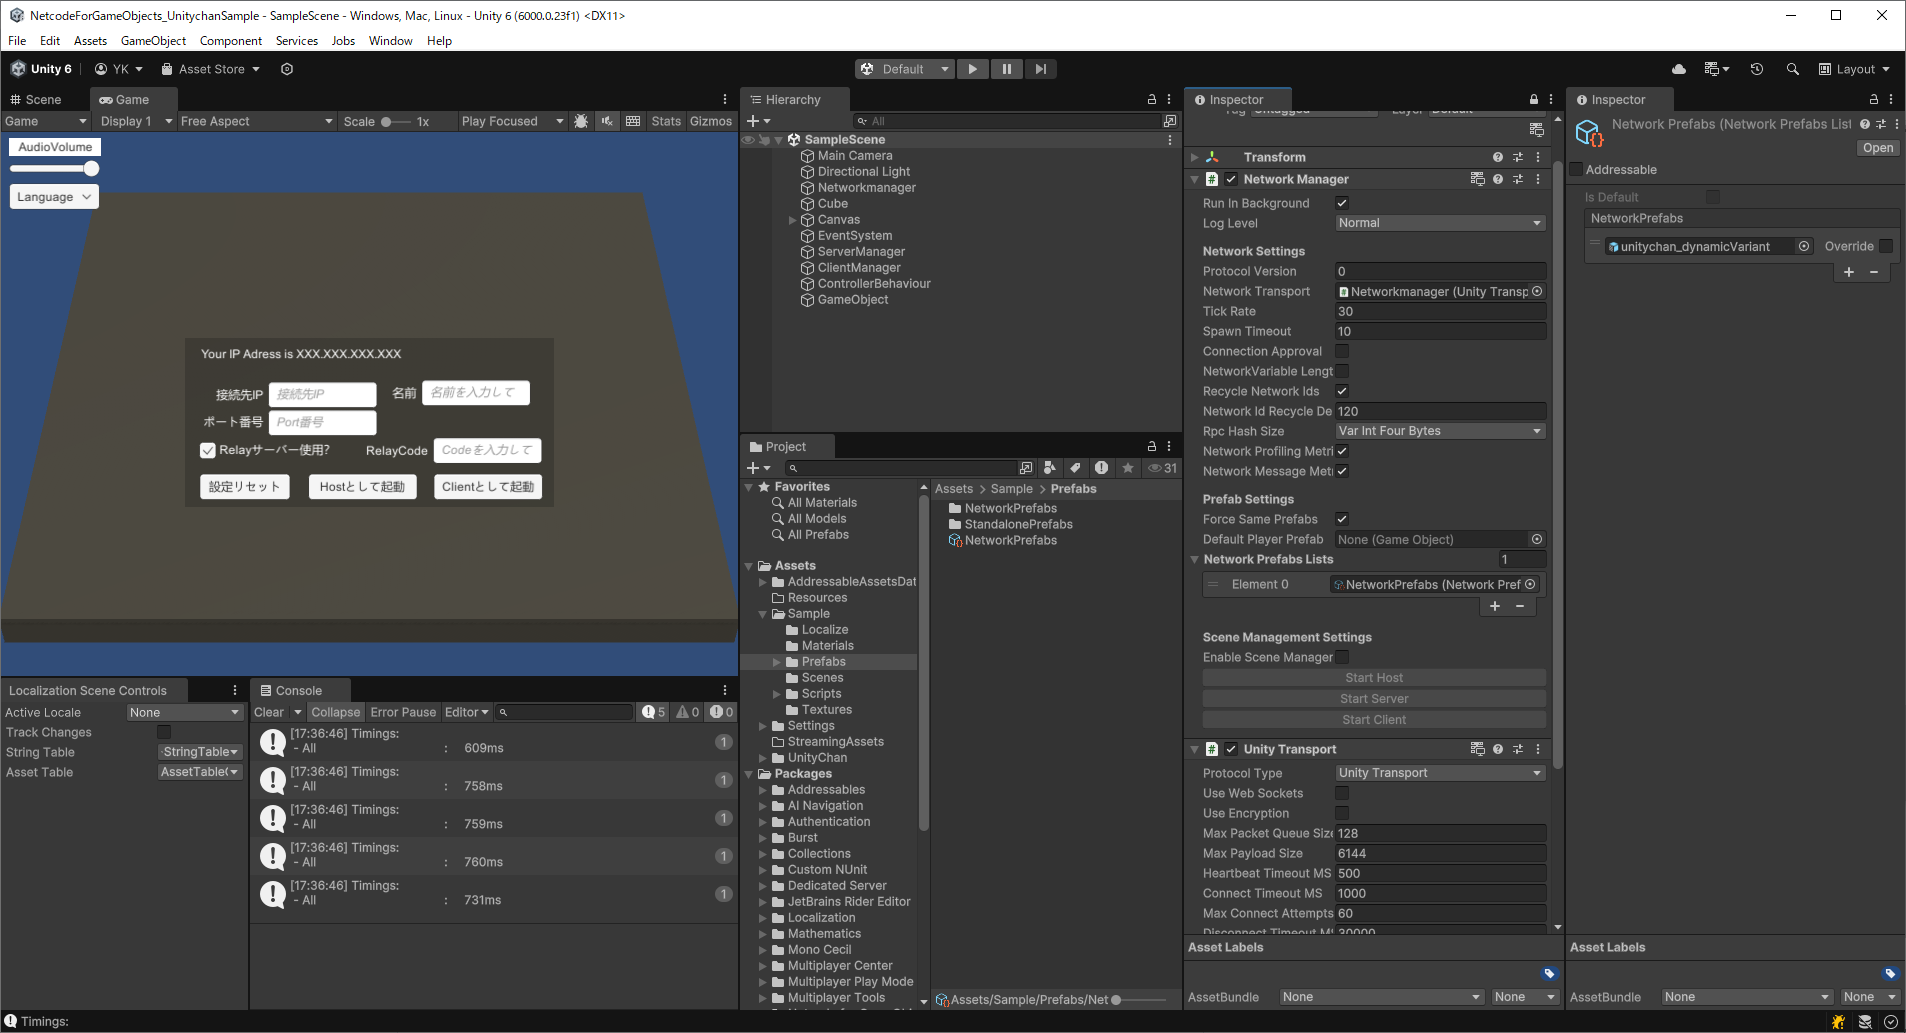 NetcodeForGameObjects_UnitychanSample - SampleScene - Windows, Mac, Linux - Unity 6 (6000.0.23f1) <DX11>
File Edit Assets GameObject Component Services Jobs Window Help
Unity 6 YK Asset Store Default Layout
Scene Game
Game Display 1 Free Aspect Scale 1x Play Focused Stats Gizmos
AudioVolume
Language
Your IP Adress is XXX.XXX.XXX.XXX
接続先IP 接続先IP 名前 名前を入力して
ポート番号 Port番号
Relayサーバー使用? RelayCode Codeを入力して
設定リセット Hostとして起動 Clientとして起動
Localization Scene Controls
Active Locale None
Track Changes
String Table StringTable
Asset Table AssetTable
Console
Clear Collapse Error Pause Editor 5 0 0
[17:36:46] Timings:
- All : 609ms 1
[17:36:46] Timings:
- All : 758ms 1
[17:36:46] Timings:
- All : 759ms 1
[17:36:46] Timings:
- All : 760ms 1
[17:36:46] Timings:
- All : 731ms 1
Hierarchy
All
SampleScene
Main Camera
Directional Light
Networkmanager
Cube
Canvas
EventSystem
ServerManager
ClientManager
ControllerBehaviour
GameObject
Project
31
Favorites
All Materials
All Models
All Prefabs
Assets
AddressableAssetsDat
Resources
Sample
Localize
Materials
Prefabs
Scenes
Scripts
Textures
Settings
StreamingAssets
UnityChan
Packages
Addressables
AI Navigation
Authentication
Burst
Collections
Custom NUnit
Dedicated Server
JetBrains Rider Editor
Localization
Mathematics
Mono Cecil
Multiplayer Center
Multiplayer Play Mode
Multiplayer Tools
Assets > Sample > Prefabs
NetworkPrefabs
StandalonePrefabs
NetworkPrefabs
Assets/Sample/Prefabs/Net
Inspector
Transform
Network Manager
Run In Background
Log Level Normal
Network Settings
Protocol Version 0
Network Transport Networkmanager (Unity Transp
Tick Rate 30
Spawn Timeout 10
Connection Approval
NetworkVariable Lengt
Recycle Network Ids
Network Id Recycle De 120
Rpc Hash Size Var Int Four Bytes
Network Profiling Metri
Network Message Met
Prefab Settings
Force Same Prefabs
Default Player Prefab None (Game Object)
Network Prefabs Lists 1
Element 0 NetworkPrefabs (Network Pref
Scene Management Settings
Enable Scene Manager
Start Host
Start Server
Start Client
Unity Transport
Protocol Type Unity Transport
Use Web Sockets
Use Encryption
Max Packet Queue Size 128
Max Payload Size 6144
Heartbeat Timeout MS 500
Connect Timeout MS 1000
Max Connect Attempts 60
Disconnect Timeout M 30000
Asset Labels
AssetBundle None None
Inspector
Network Prefabs (Network Prefabs List
Open
Addressable
Is Default
NetworkPrefabs
unitychan_dynamicVariant Override
Asset Labels
AssetBundle None None
Timings: